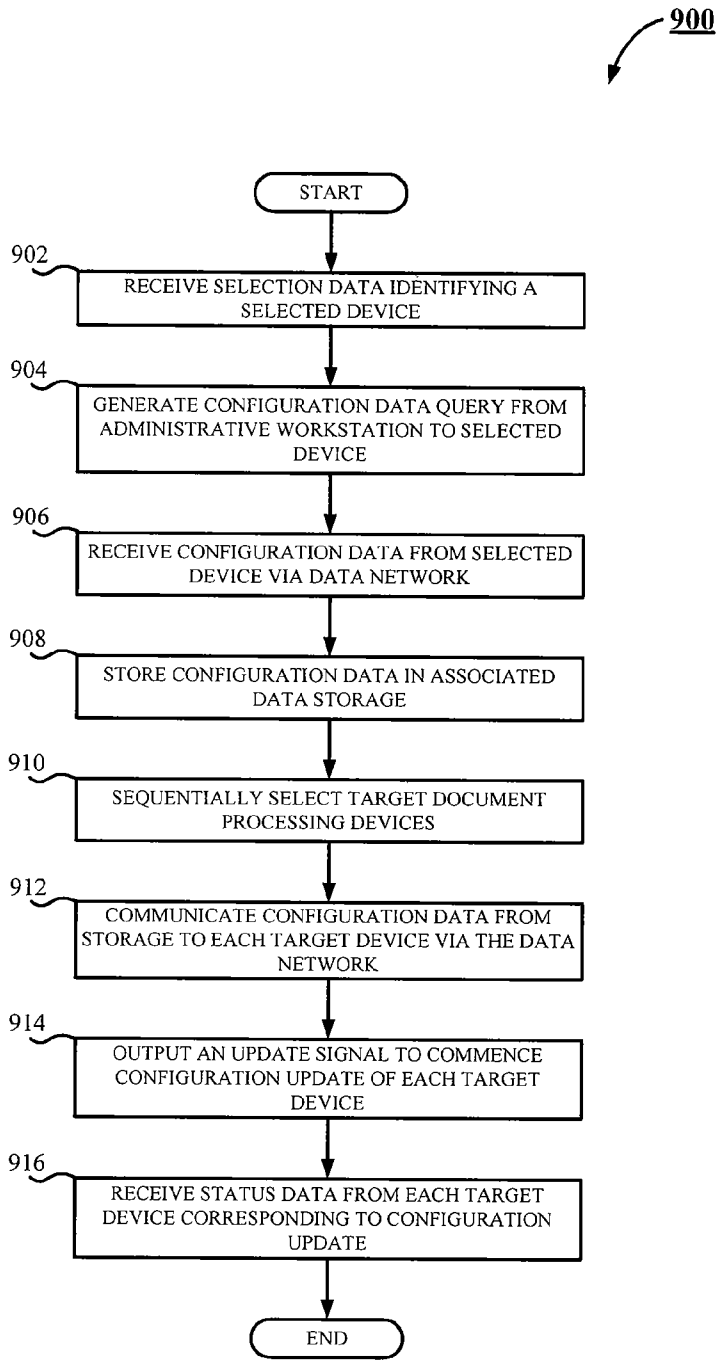 900
START
902
RECEIVE SELECTION DATA IDENTIFYING A
SELECTED DEVICE
904
GENERATE CONFIGURATION DATA QUERY FROM
ADMINISTRATIVE WORKSTATION TO SELECTED
DEVICE
906
RECEIVE CONFIGURATION DATA FROM SELECTED
DEVICE VIA DATA NETWORK
908
STORE CONFIGURATION DATA IN ASSOCIATED
DATA STORAGE
910
SEQUENTIALLY SELECT TARGET DOCUMENT
PROCESSING DEVICES
912
COMMUNICATE CONFIGURATION DATA FROM
STORAGE TO EACH TARGET DEVICE VIA THE DATA
NETWORK
914
OUTPUT AN UPDATE SIGNAL TO COMMENCE
CONFIGURATION UPDATE OF EACH TARGET
DEVICE
916
RECEIVE STATUS DATA FROM EACH TARGET
DEVICE CORRESPONDING TO CONFIGURATION
UPDATE
END